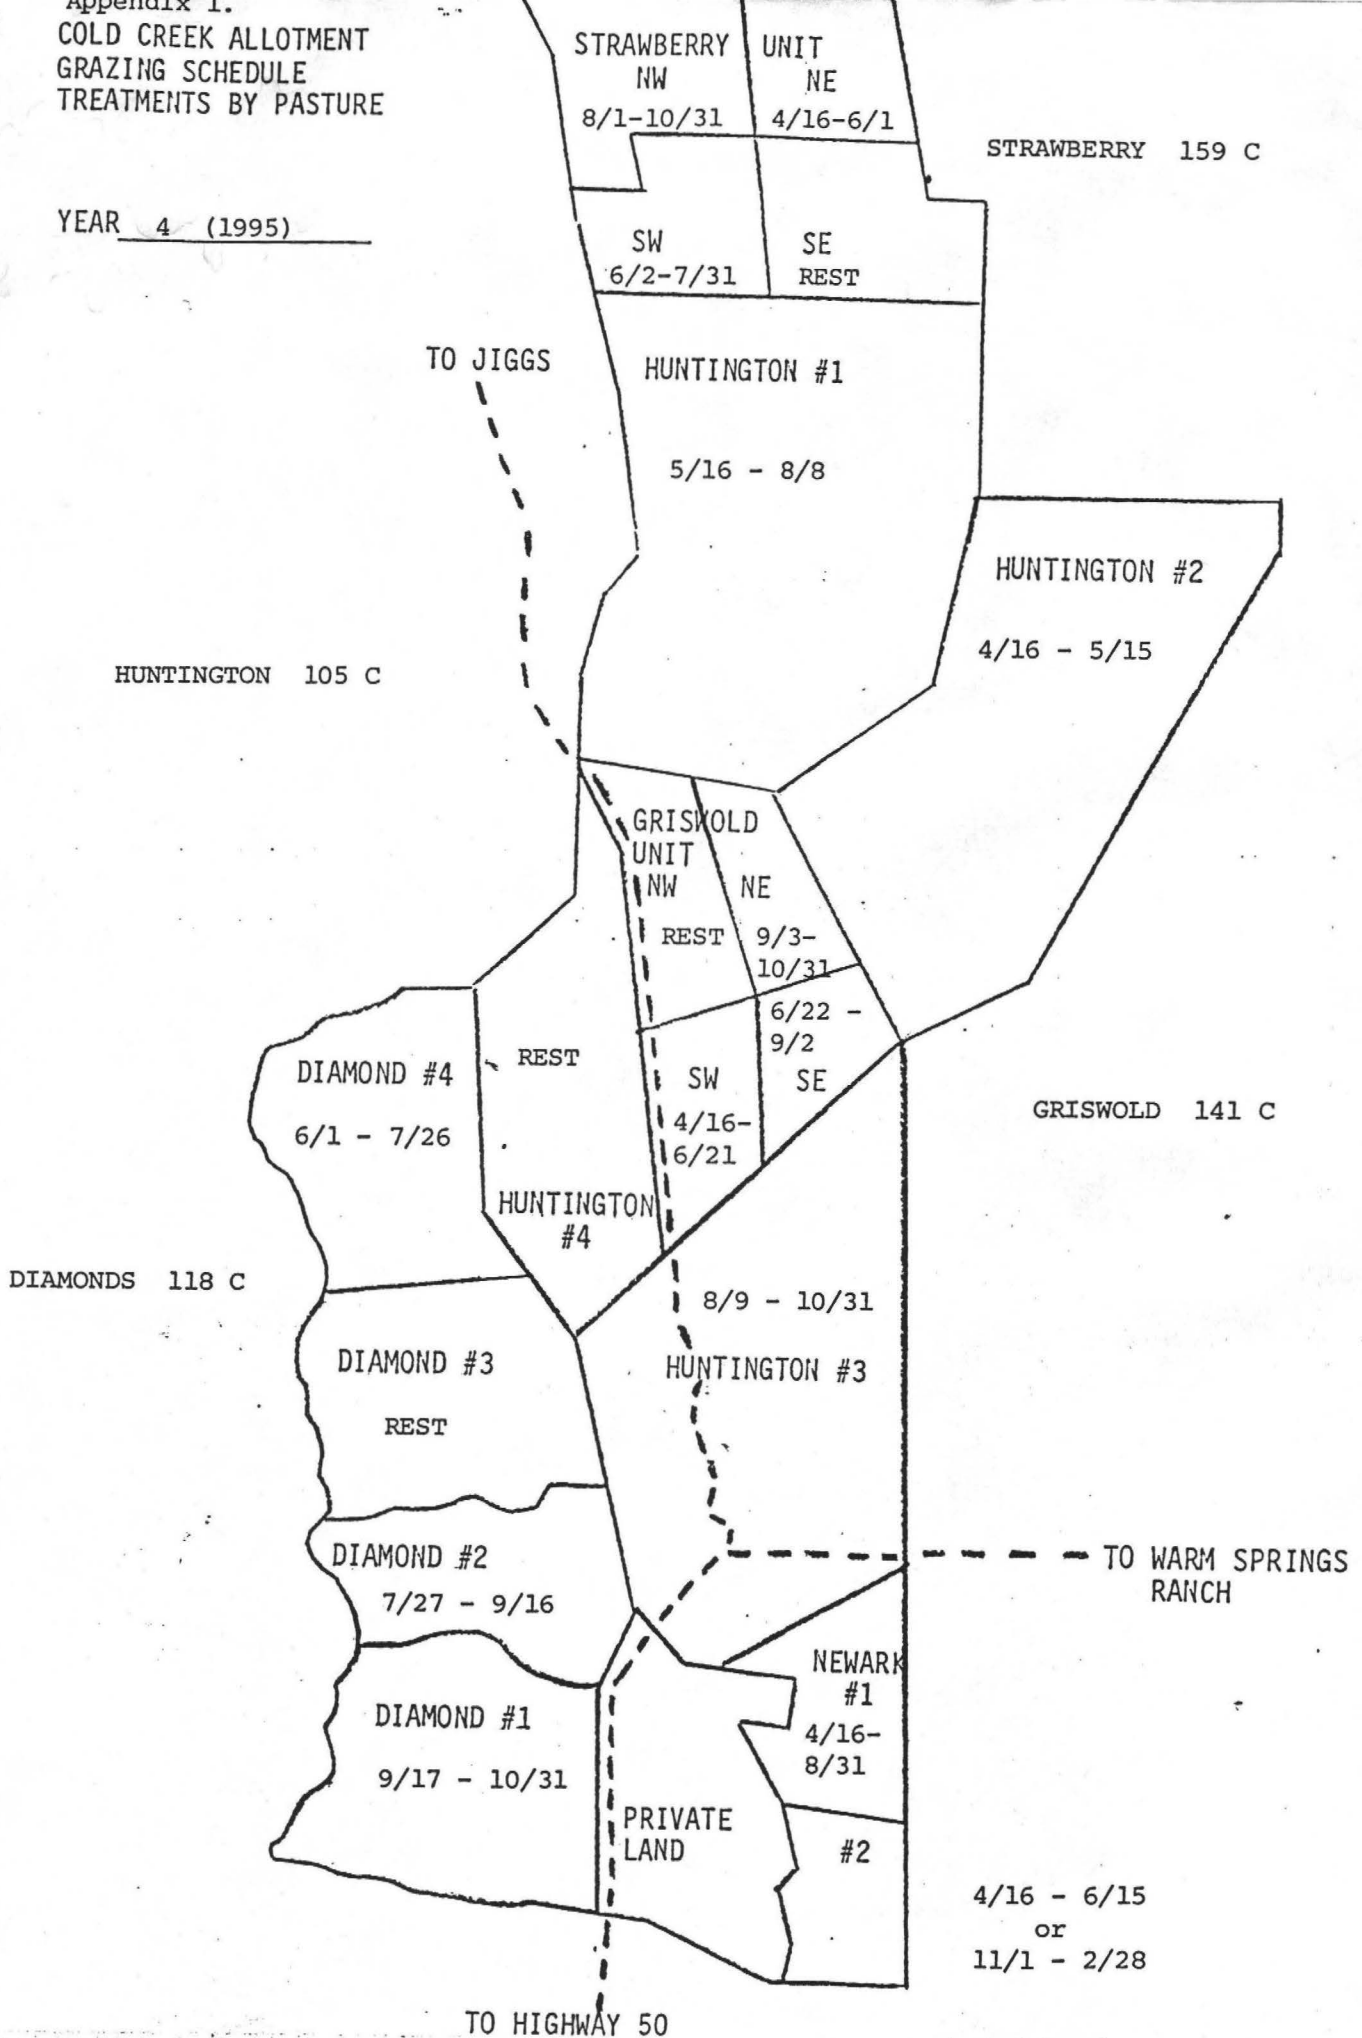 Appendix 1.
COLD CREEK ALLOTMENT
GRAZING SCHEDULE
TREATMENTS BY PASTURE
YEAR 4 (1995)
STRAWBERRY UNIT
NW NE
8/1-10/31 4/16-6/1
STRAWBERRY 159 C
SW SE
6/2-7/31 REST
TO JIGGS
HUNTINGTON #1
5/16 - 8/8
HUNTINGTON #2
4/16 - 5/15
HUNTINGTON 105 C
GRISWOLD
UNIT
NW NE
REST 9/3-
10/31
6/22 -
9/2
SW SE
4/16-
6/21
REST
HUNTINGTON
#4
DIAMOND #4
6/1 - 7/26
GRISWOLD 141 C
DIAMONDS 118 C
8/9 - 10/31
HUNTINGTON #3
DIAMOND #3
REST
DIAMOND #2
7/27 - 9/16
TO WARM SPRINGS
RANCH
NEWARK
#1
4/16-
8/31
DIAMOND #1
9/17 - 10/31
PRIVATE
LAND
#2
4/16 - 6/15
or
11/1 - 2/28
TO HIGHWAY 50